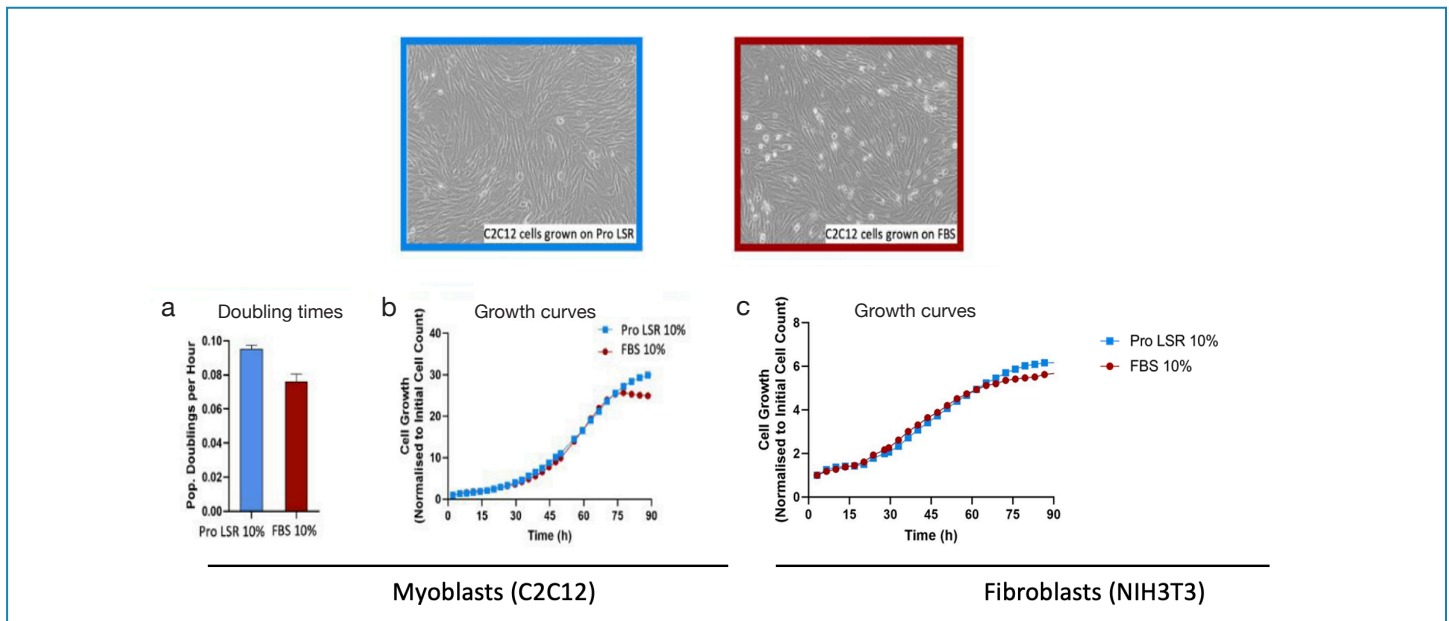 C2C12 cells grown on Pro LSR
C2C12 cells grown on FBS
a
Doubling times
Pop. Doublings per Hour
0.10
0.08
0.06
0.04
0.02
0.00
Pro LSR 10%
FBS 10%
b
Growth curves
Pro LSR 10%
FBS 10%
Cell Growth
(Normalised to Initial Cell Count)
40
30
20
10
0
0 15 30 45 60 75 90
Time (h)
Myoblasts (C2C12)
c
Growth curves
Pro LSR 10%
FBS 10%
Cell Growth
(Normalised to Initial Cell Count)
8
6
4
2
0
0 15 30 45 60 75 90
Time (h)
Fibroblasts (NIH3T3)